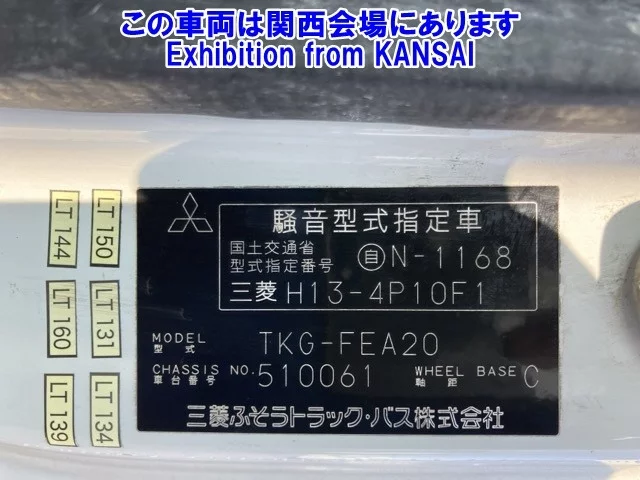 この車両は関西会場にあります
Exhibition from KANSAI
騒音型式指定車
国土交通省
型式指定番号 自N-1168
三菱 H13-4P10F1
MODEL
型式 TKG-FEA20
CHASSIS NO. 510061 WHEEL BASE C
車台番号 軸距
三菱ふそうトラック・バス株式会社
LT 144
LT 150
LT 160
LT 131
LT 139
LT 134